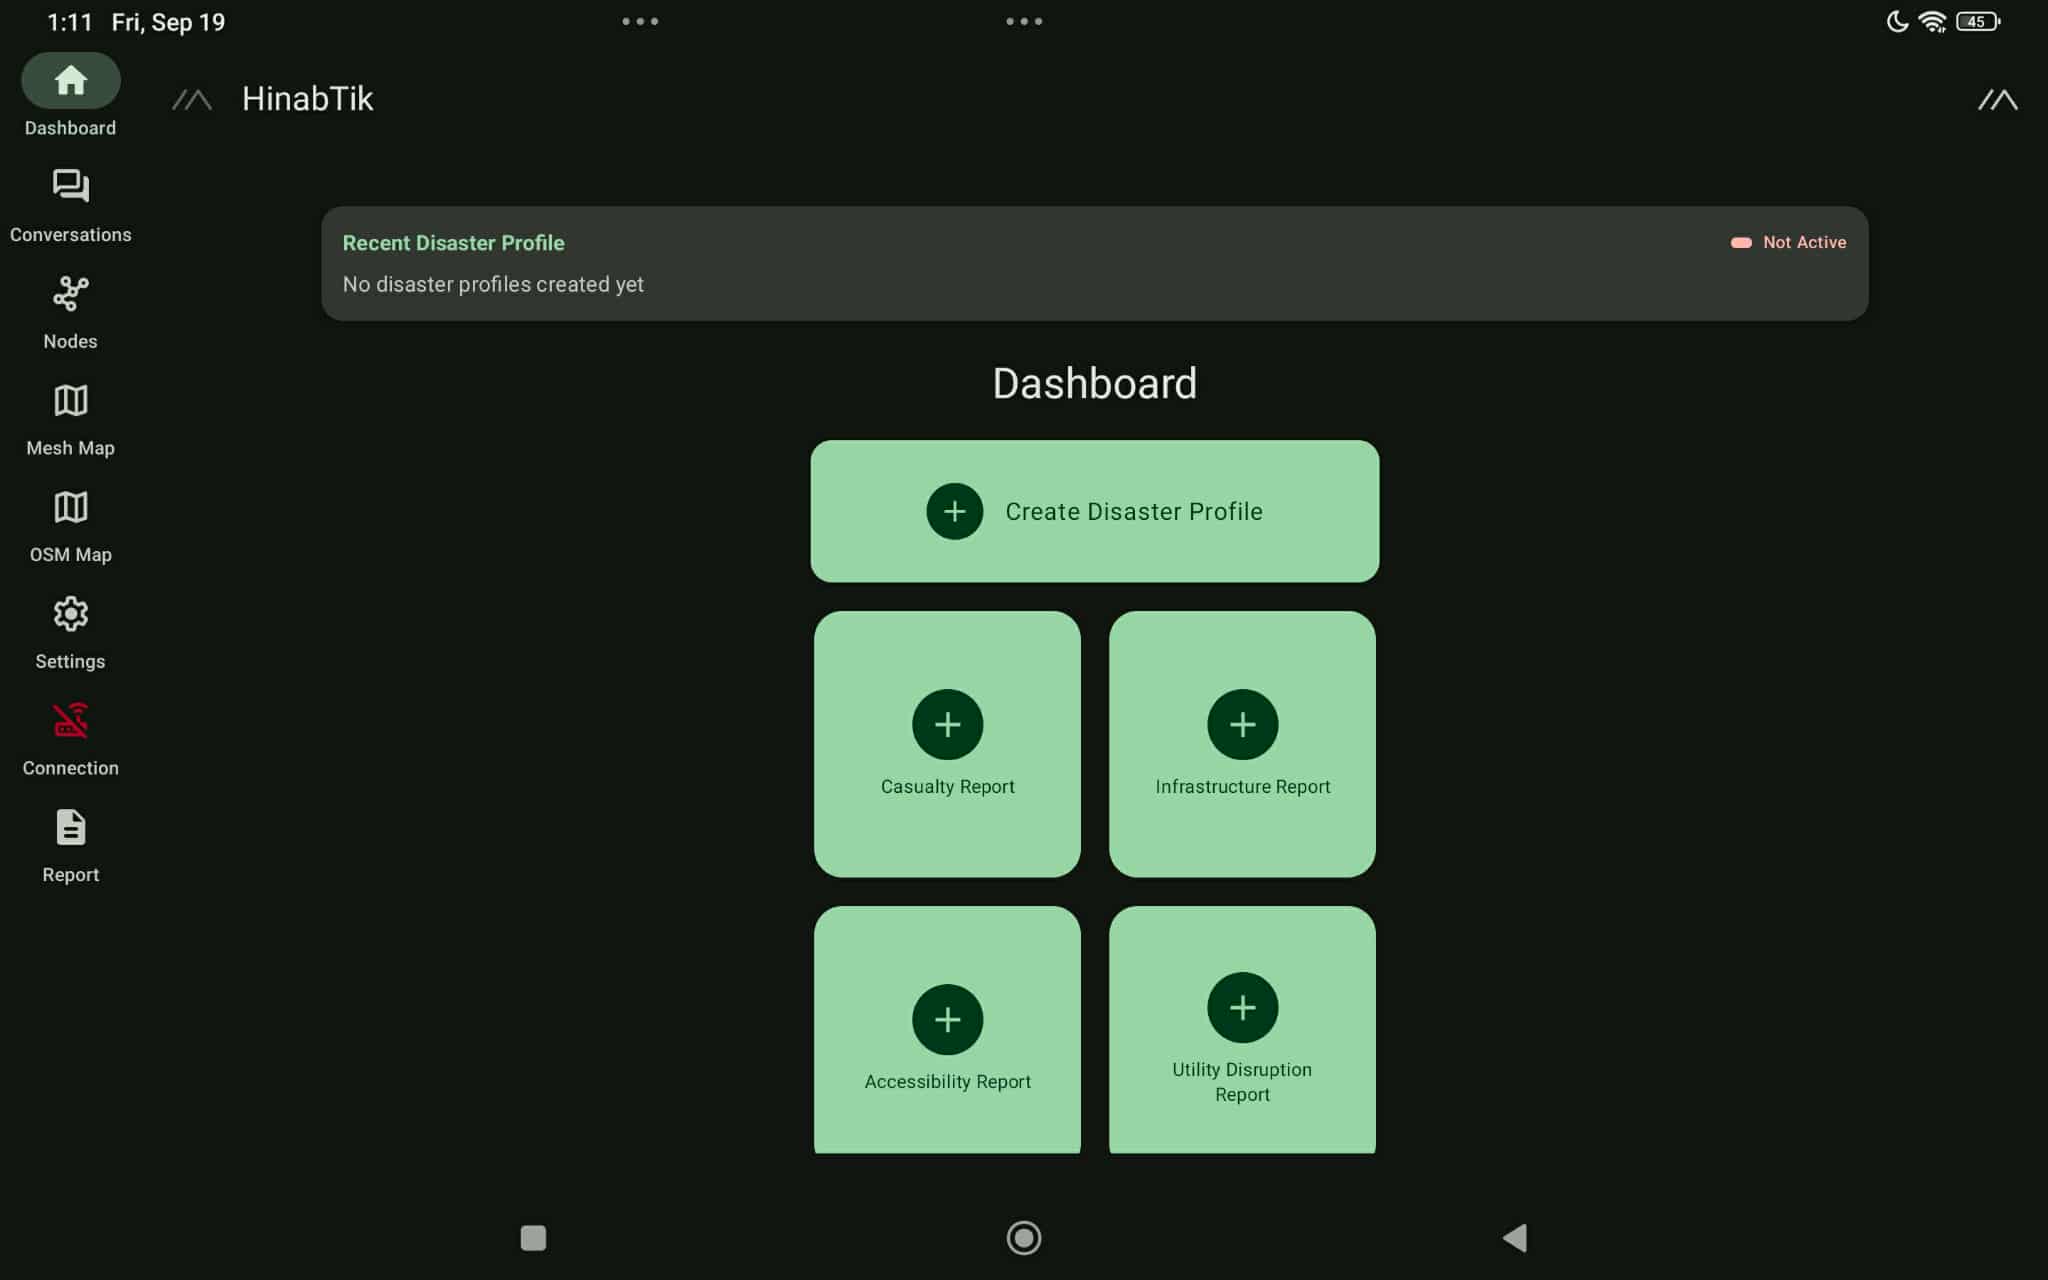 1:11 Fri, Sep 19
45
HinabTik
Dashboard
Conversations
Nodes
Mesh Map
OSM Map
Settings
Connection
Report
Recent Disaster Profile
Not Active
No disaster profiles created yet
Dashboard
Create Disaster Profile
Casualty Report
Infrastructure Report
Accessibility Report
Utility Disruption
Report